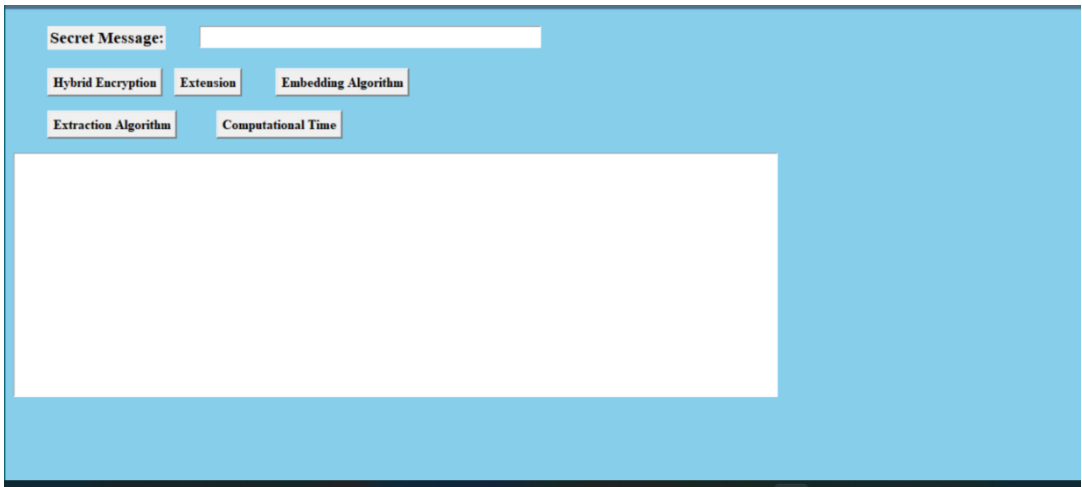 Secret Message:
Hybrid Encryption Extension Embedding Algorithm
Extraction Algorithm Computational Time